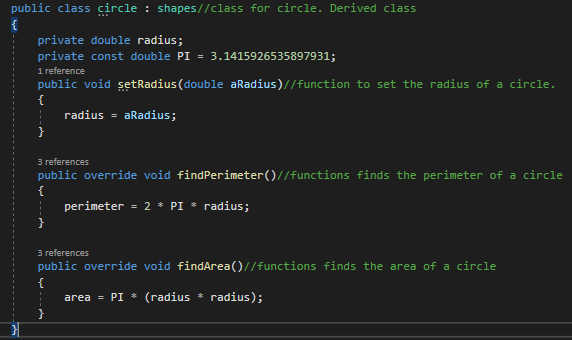 public class circle : shapes//class for circle. Derived class
{
private double radius;
private const double PI = 3.1415926535897931;
1 reference
public void setRadius(double aRadius)//function to set the radius of a circle.
{
radius = aRadius;
}
3 references
public override void findPerimeter()//functions finds the perimeter of a circle
{
perimeter = 2 * PI * radius;
}
3 references
public override void findArea()//functions finds the area of a circle
{
area = PI * (radius * radius);
}
}